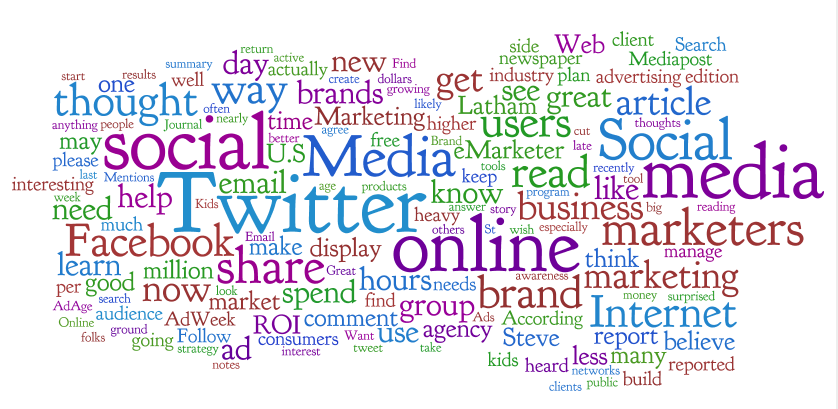 side Web client Search
return
day active
summary actually new Find
newspaper Mediapost
start one results well create dollars
get industry plan advertising edition
thought way brands growing
see great article
often likely Latham
anything people Journal nearly time Marketing higher users cut Social thoughts
may social better agree free Brand
U.S Media eMarketer late
please tools recently media
last Mentions email age products keep read tool
interesting help Twitter know program like
week Kids answer story business big reading
need heavy
much others St wish especially marketers
Facebook Email make display online manage
learn million share Great think
awareness marketing
per good now look hours needs brand money surprised
AdAge search market spend find group Internet
audience AdWeek ROI comment Ads According
Online ground Follow consumers Want use agency Steve report believe
folks going strategy ad interest tweet take
notes kids heard less many reported
networks
clients public build